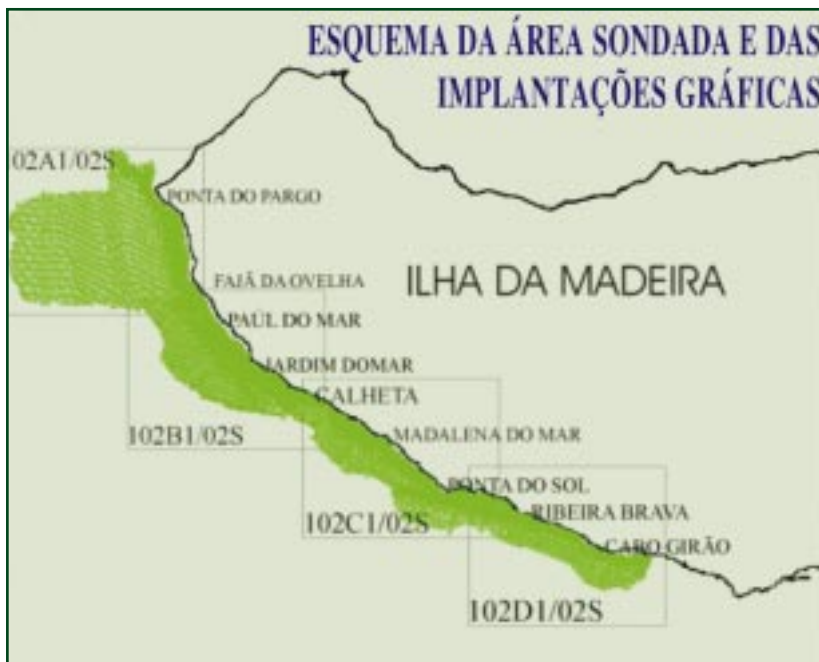 ESQUEMA DA ÁREA SONDADA E DAS
IMPLANTAÇÕES GRÁFICAS
02A1/02S
PONTA DO PARGO
FAJÃ DA OVELHA
ILHA DA MADEIRA
PAÚL DO MAR
JARDIM DOMAR
CALHETA
102B1/02S
MADALENA DO MAR
PONTA DO SOL
RIBEIRA BRAVA
102C1/02S
CABO GIRÃO
102D1/02S